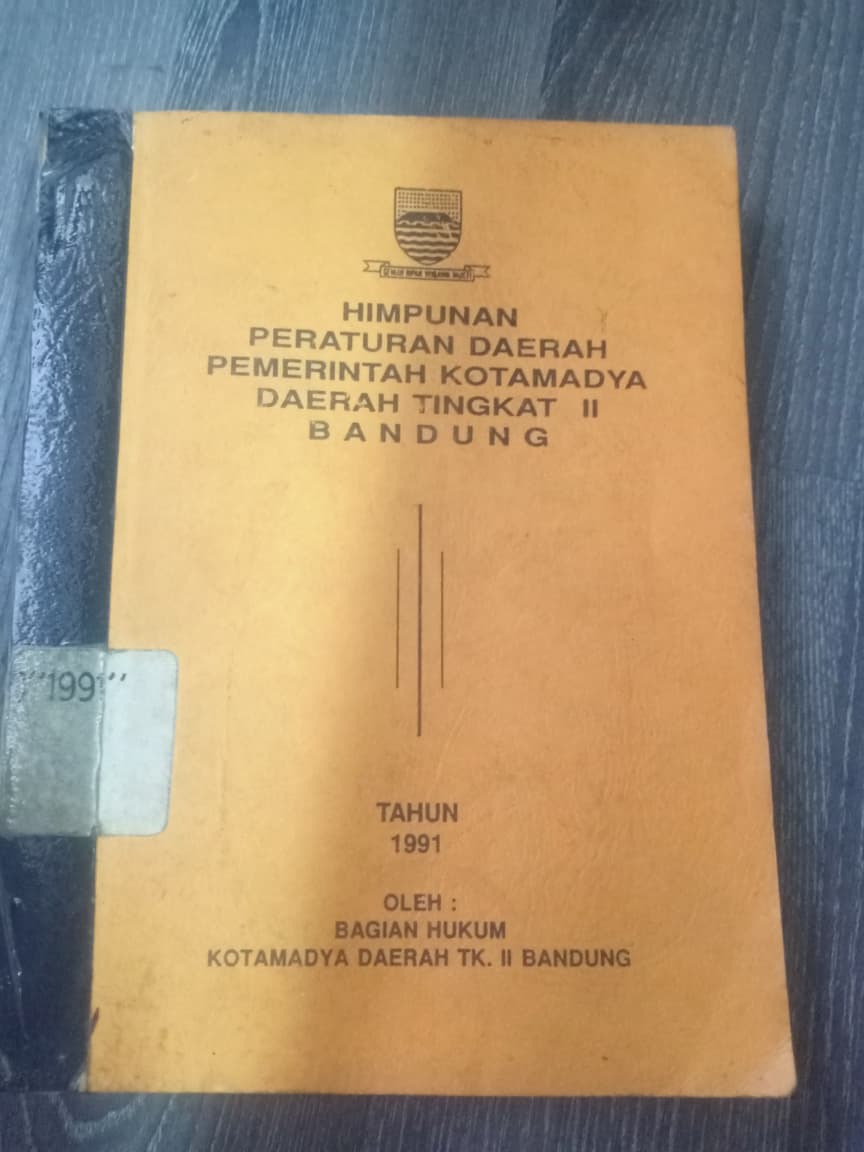 HIMPUNAN
PERATURAN DAERAH
PEMERINTAH KOTAMADYA
DAERAH TINGKAT II
BANDUNG
''1991''
TAHUN
1991
OLEH :
BAGIAN HUKUM
KOTAMADYA DAERAH TK. II BANDUNG